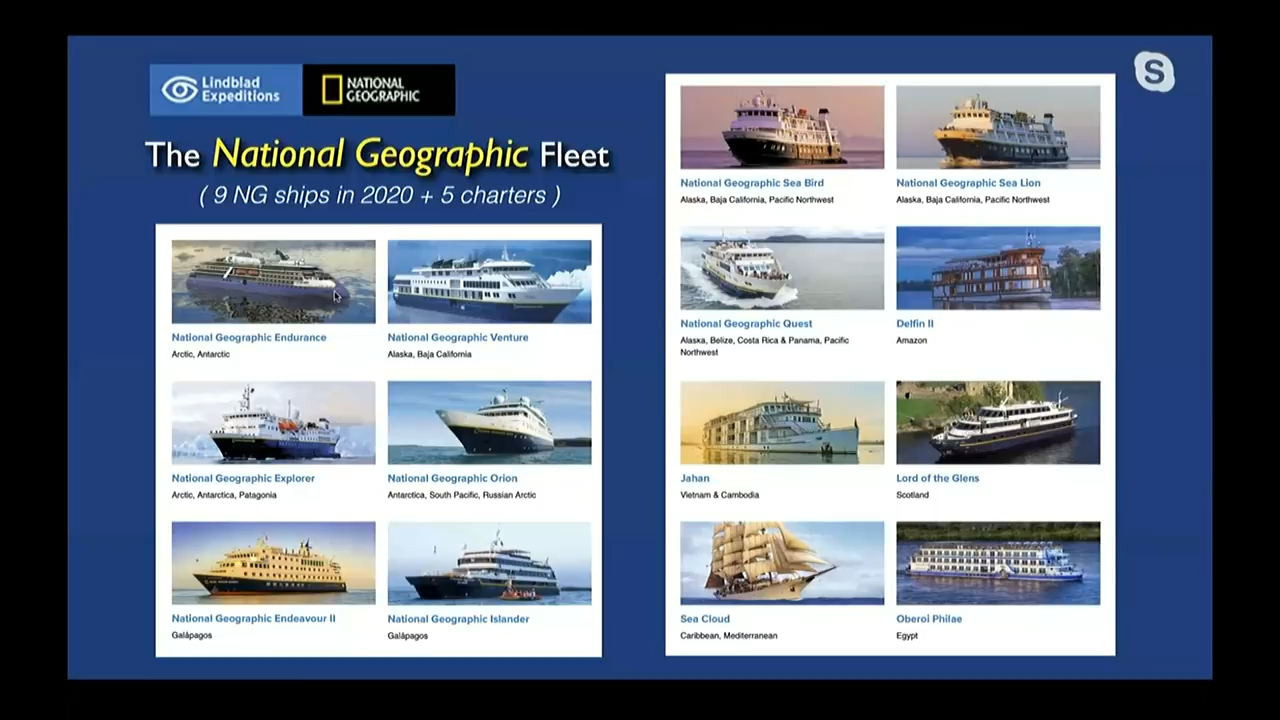 Lindblad
Expeditions
NATIONAL
GEOGRAPHIC
The National Geographic Fleet
( 9 NG ships in 2020 + 5 charters )
National Geographic Endurance
Arctic, Antarctic
National Geographic Venture
Alaska, Baja California
National Geographic Explorer
Arctic, Antarctica, Patagonia
National Geographic Orion
Antarctica, South Pacific, Russian Arctic
National Geographic Endeavour II
Galápagos
National Geographic Islander
Galápagos
National Geographic Sea Bird
Alaska, Baja California, Pacific Northwest
National Geographic Sea Lion
Alaska, Baja California, Pacific Northwest
National Geographic Quest
Alaska, Belize, Costa Rica & Panama, Pacific
Northwest
Delfin II
Amazon
Jahan
Vietnam & Cambodia
Lord of the Glens
Scotland
Sea Cloud
Caribbean, Mediterranean
Oberoi Philae
Egypt
S